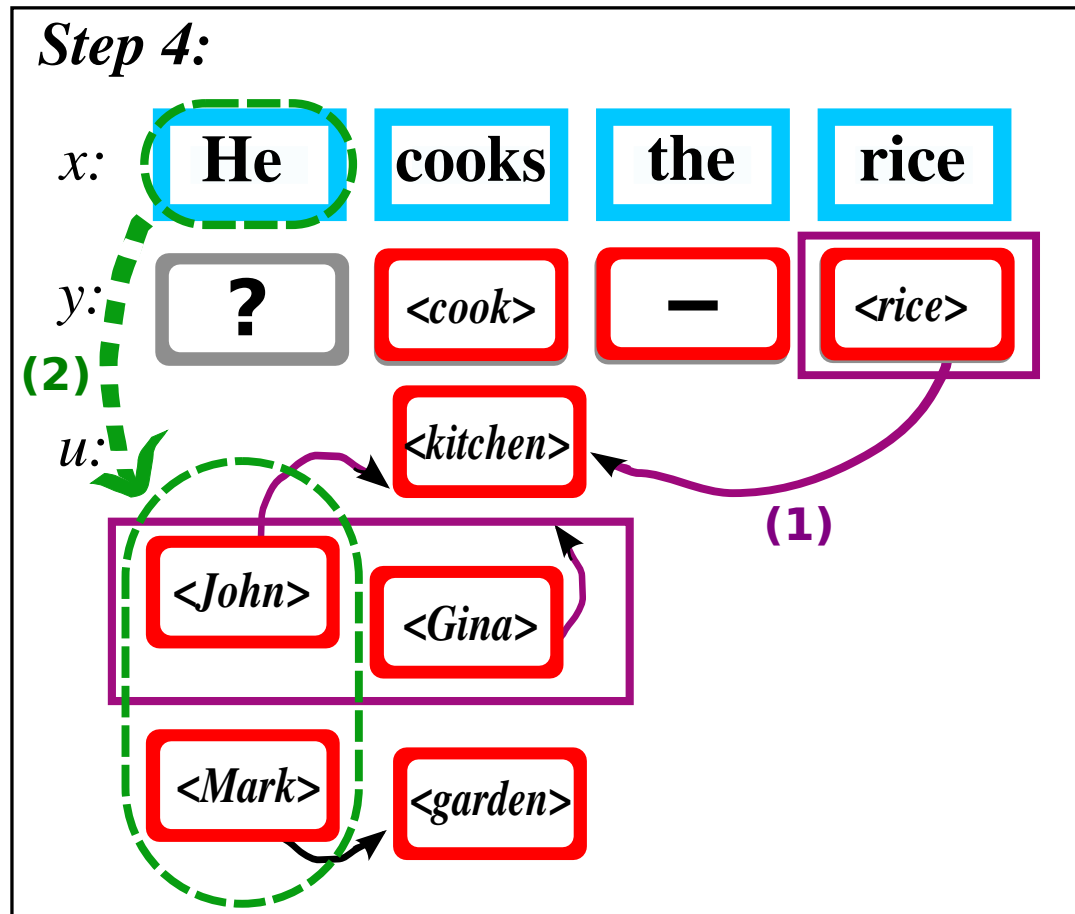 Step 4:
x: He cooks the rice
y: ? <cook> – <rice>
(2)
u: <kitchen>
(1)
<John> <Gina>
<Mark> <garden>